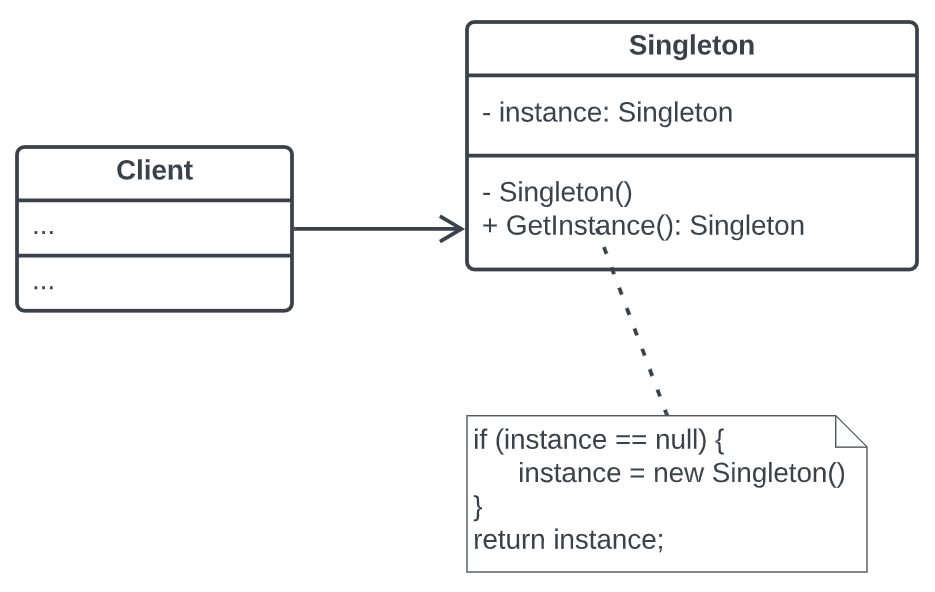 Singleton
- instance: Singleton
- Singleton()
+ GetInstance(): Singleton
Client
...
...
if (instance == null) {
instance = new Singleton()
}
return instance;